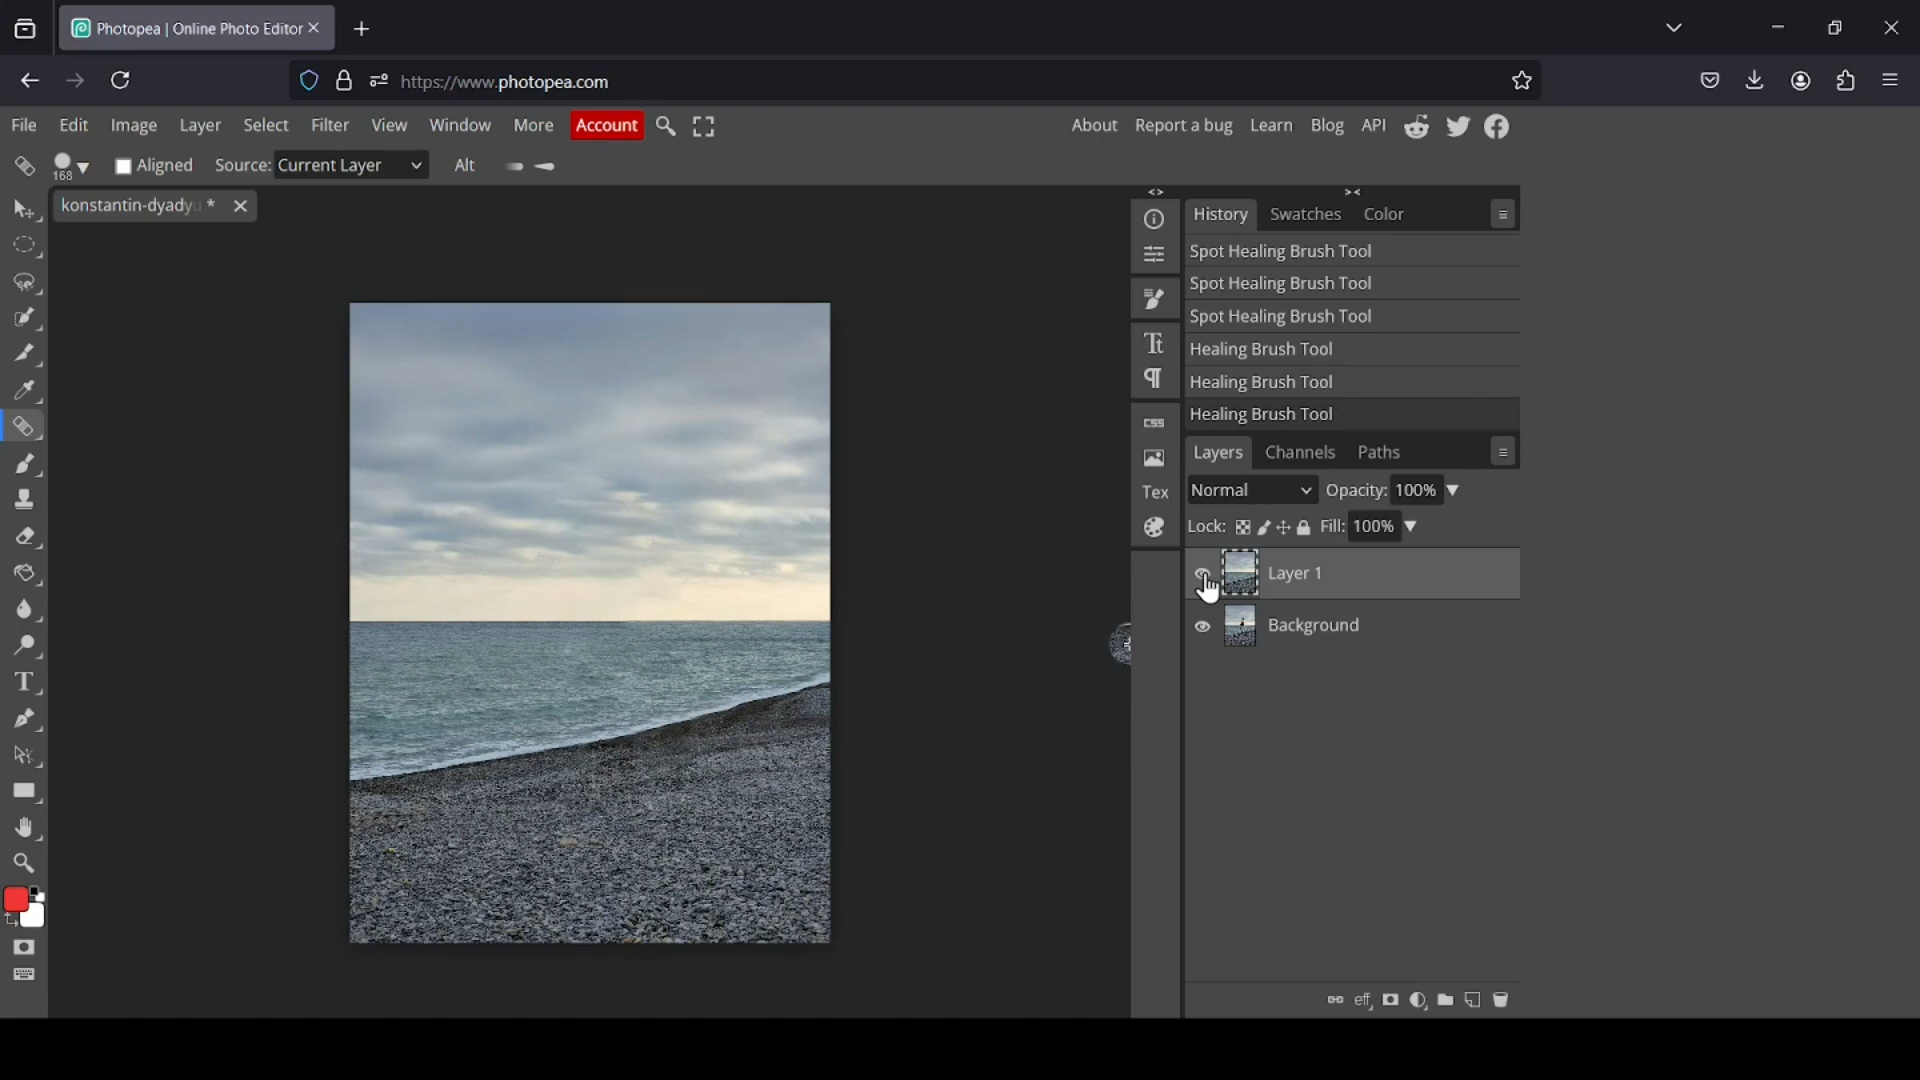 Photopea | Online Photo Editor
https://www.photopea.com
File Edit Image Layer Select Filter View Window More Account About Report a bug Learn Blog API
168 Aligned Source: Current Layer Alt
konstantin-dyadyu *
History Swatches Color
Spot Healing Brush Tool
Spot Healing Brush Tool
Spot Healing Brush Tool
Healing Brush Tool
Healing Brush Tool
Healing Brush Tool
CSS
Layers Channels Paths
Tex
Normal Opacity: 100%
Lock: Fill: 100%
Layer 1
Background
eff